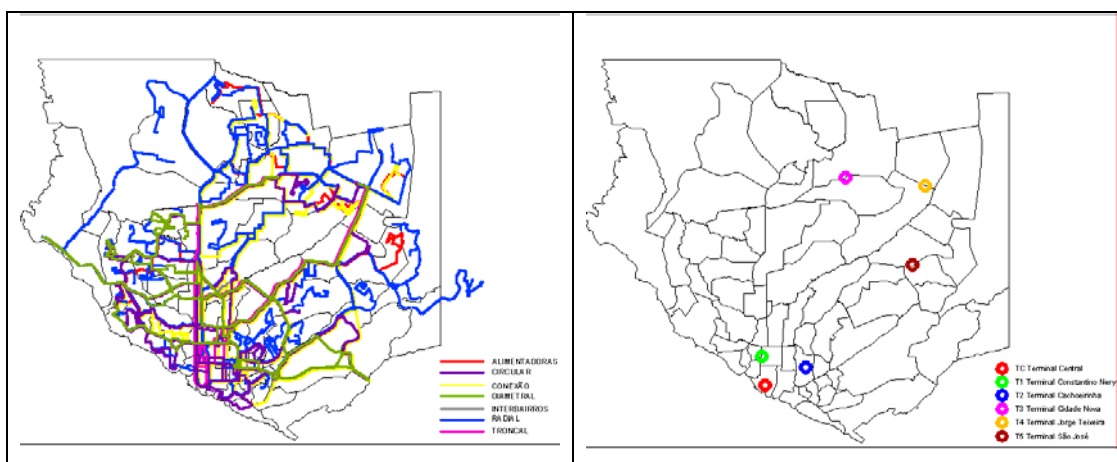 ALIMENTADORAS
CIRCULAR
CONEXÃO
DIAMETRAL
INTERBAIRROS
RADIAL
TRONCAL
TC Terminal Central
T1 Terminal Constantino Nery
T2 Terminal Cachoeirinha
T3 Terminal Cidade Nova
T4 Terminal Jorge Teixeira
T5 Terminal São José